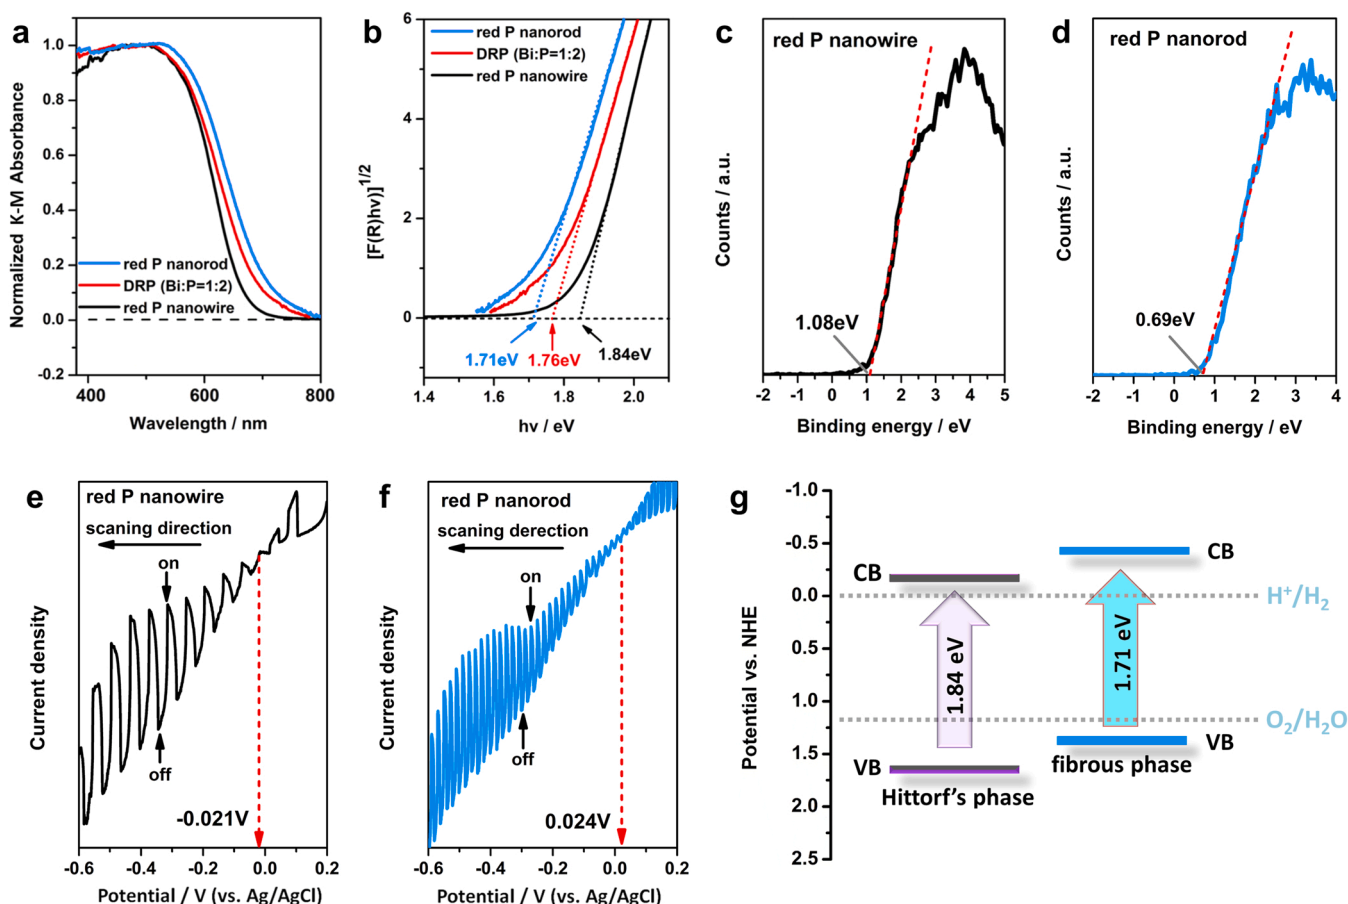 a
1.0
0.8
0.6
0.4
0.2
0.0
-0.2
Normalized K-M Absorbance
red P nanorod
DRP (Bi:P=1:2)
red P nanowire
400
600
800
Wavelength / nm
b
6
4
2
0
[F(R)hν)]1/2
red P nanorod
DRP (Bi:P=1:2)
red P nanowire
1.71eV
1.76eV
1.84eV
1.4
1.6
1.8
2.0
hν / eV
c
red P nanowire
Counts / a.u.
1.08eV
-2 -1 0 1 2 3 4 5
Binding energy / eV
d
red P nanorod
Counts / a.u.
0.69eV
-2 -1 0 1 2 3 4
Binding energy / eV
e
red P nanowire
scaning direction
on
off
-0.021V
Current density
-0.6 -0.4 -0.2 0.0 0.2
Potential / V (vs. Ag/AgCl)
f
red P nanorod
scaning derection
on
off
0.024V
Current density
-0.6 -0.4 -0.2 0.0 0.2
Potential / V (vs. Ag/AgCl)
g
-1.0
-0.5
0.0
0.5
1.0
1.5
2.0
2.5
Potential vs. NHE
CB
CB
H+/H2
1.84 eV
1.71 eV
O2/H2O
VB
VB
Hittorf's phase
fibrous phase